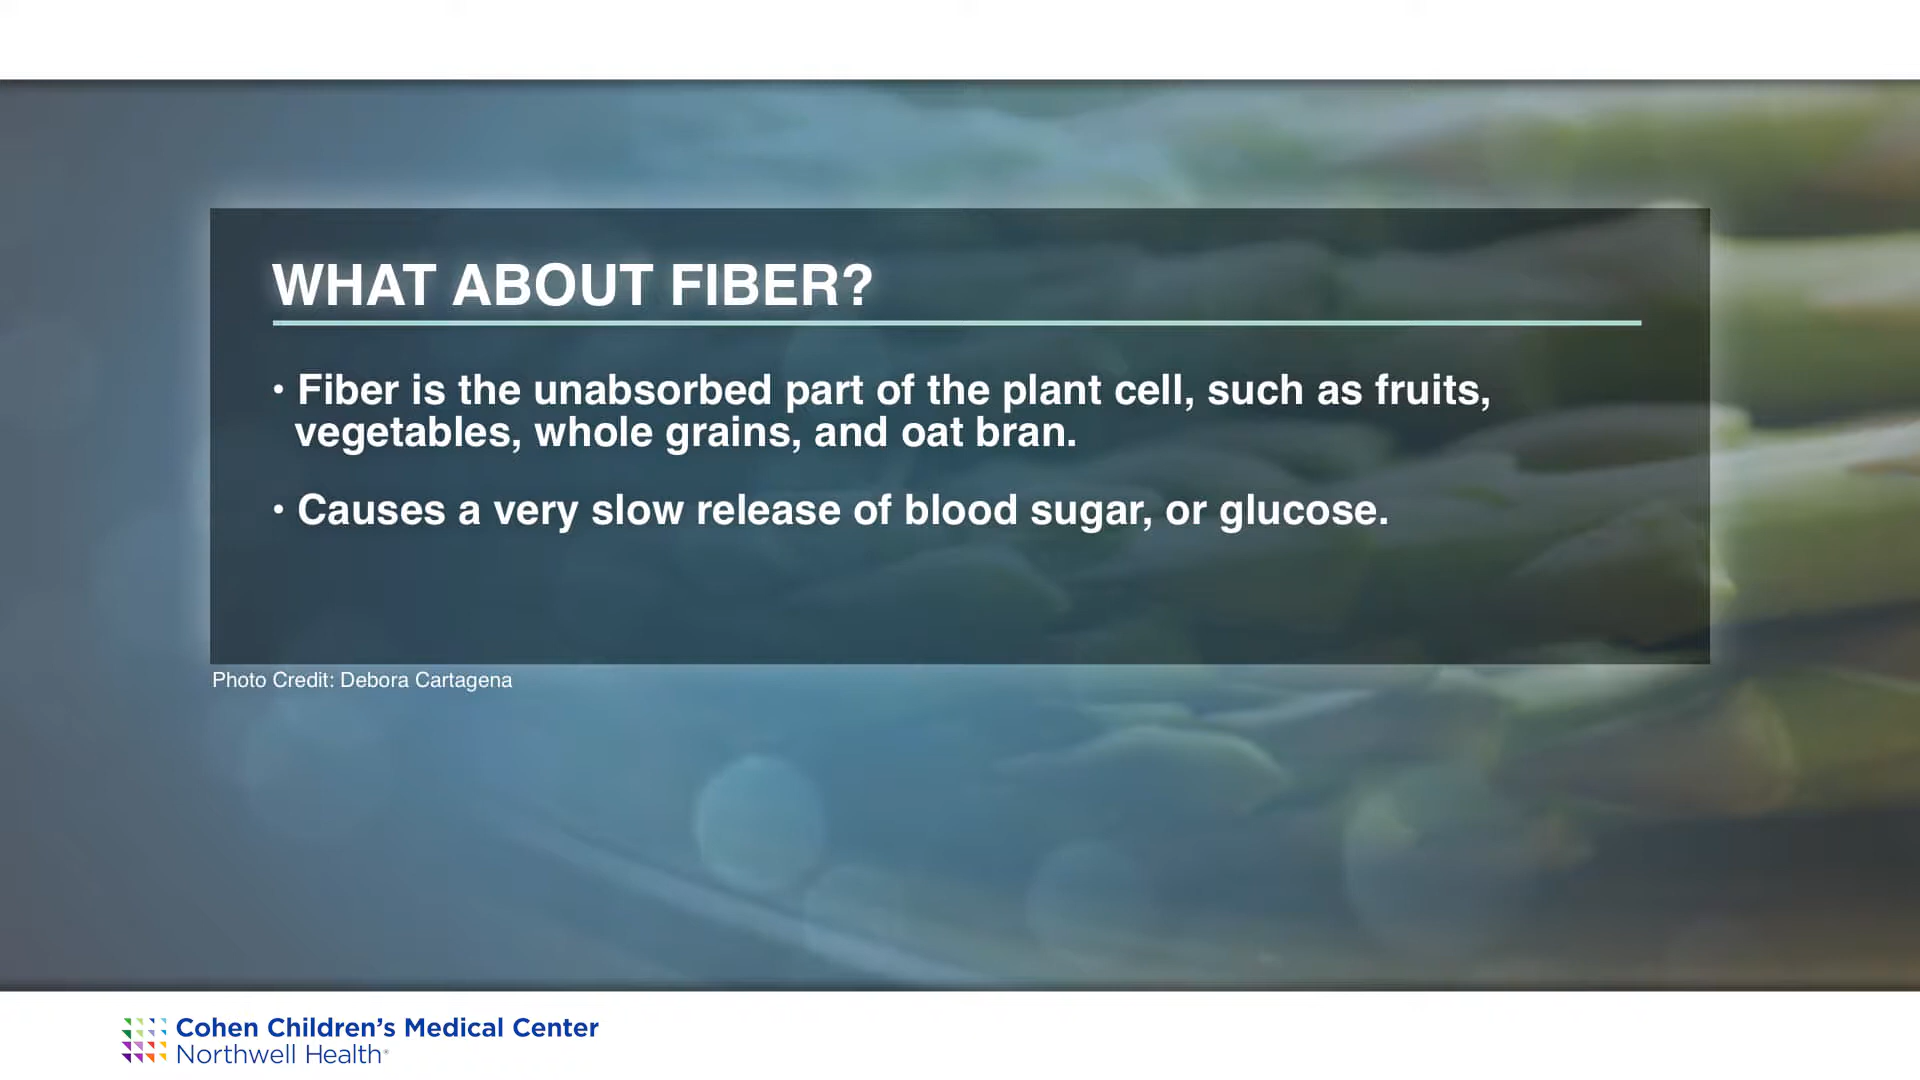 WHAT ABOUT FIBER?
• Fiber is the unabsorbed part of the plant cell, such as fruits,
vegetables, whole grains, and oat bran.
• Causes a very slow release of blood sugar, or glucose.
Photo Credit: Debora Cartagena
Cohen Children’s Medical Center
Northwell Health®